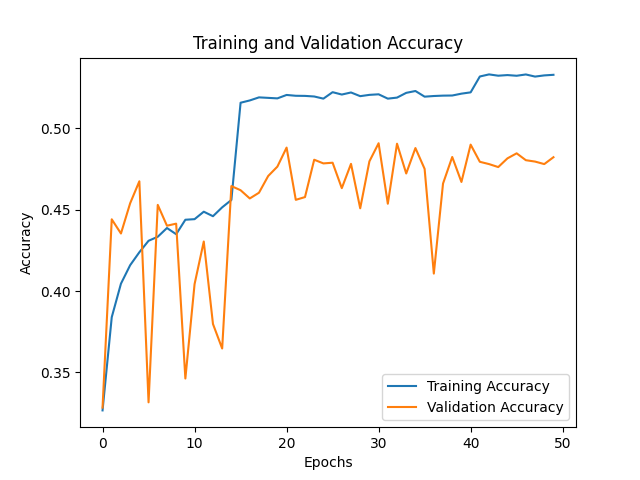 Training and Validation Accuracy
Accuracy
0.50
0.45
0.40
0.35
0
10
20
30
40
50
Epochs
Training Accuracy
Validation Accuracy